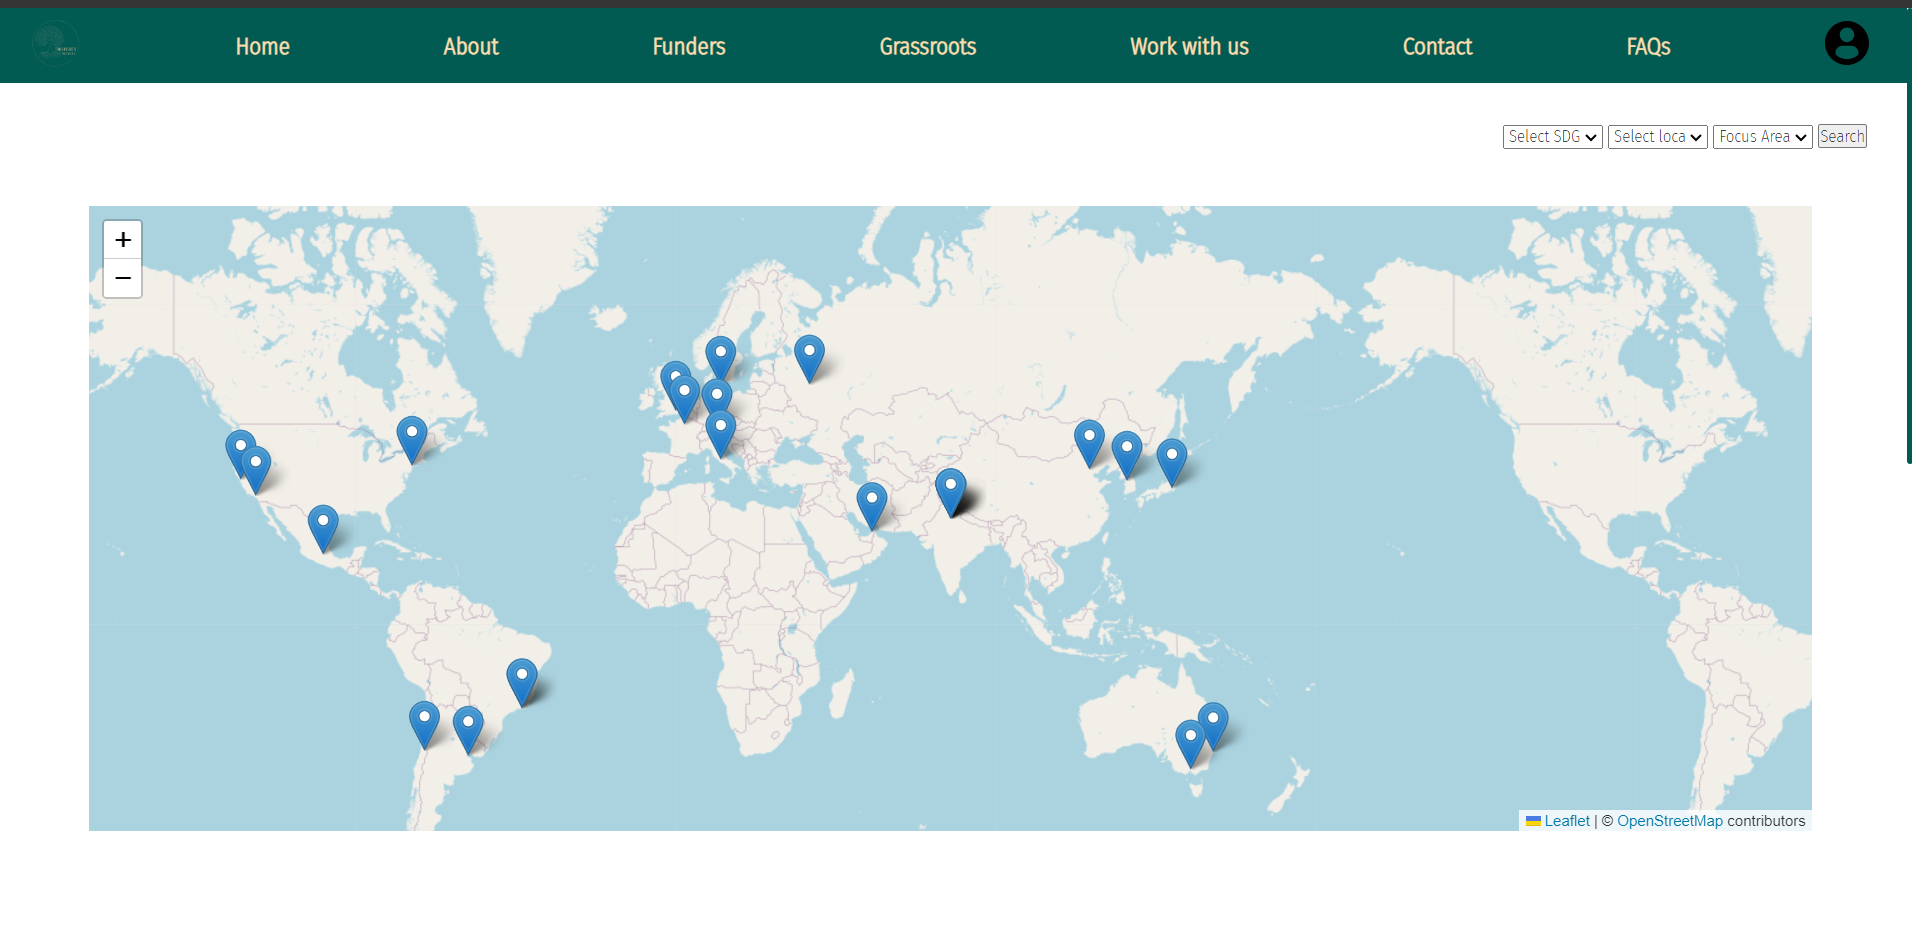 Home About Funders Grassroots Work with us Contact FAQs
Select SDG Select loca Focus Area Search
+
−
Leaflet | © OpenStreetMap contributors